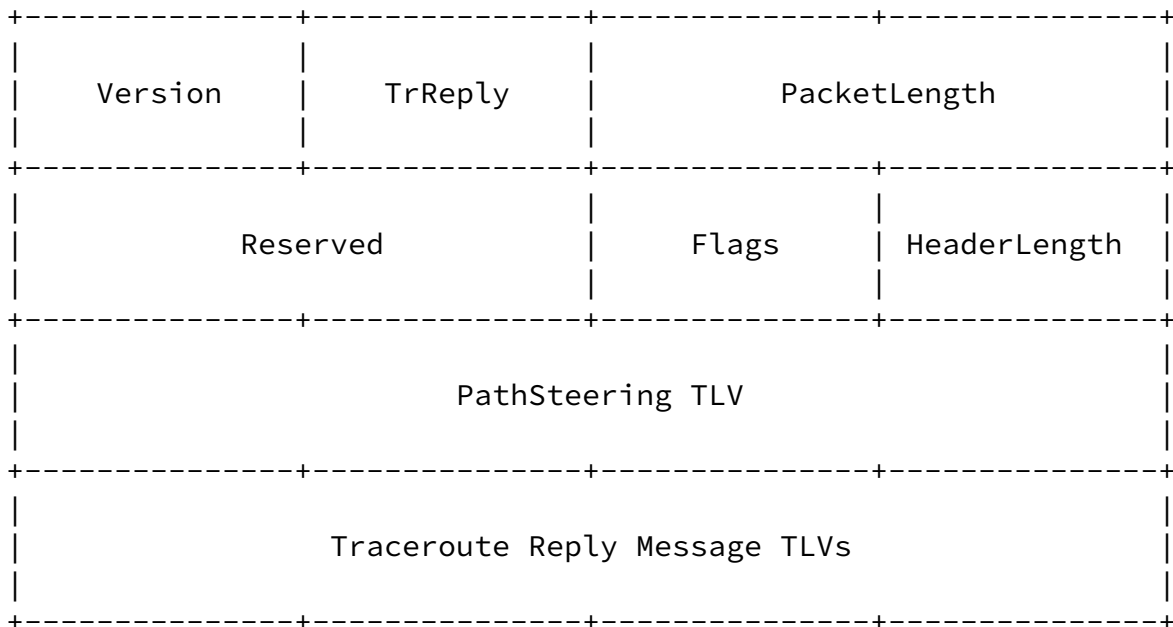 Version TrReply PacketLength
Reserved Flags HeaderLength
PathSteering TLV
Traceroute Reply Message TLVs